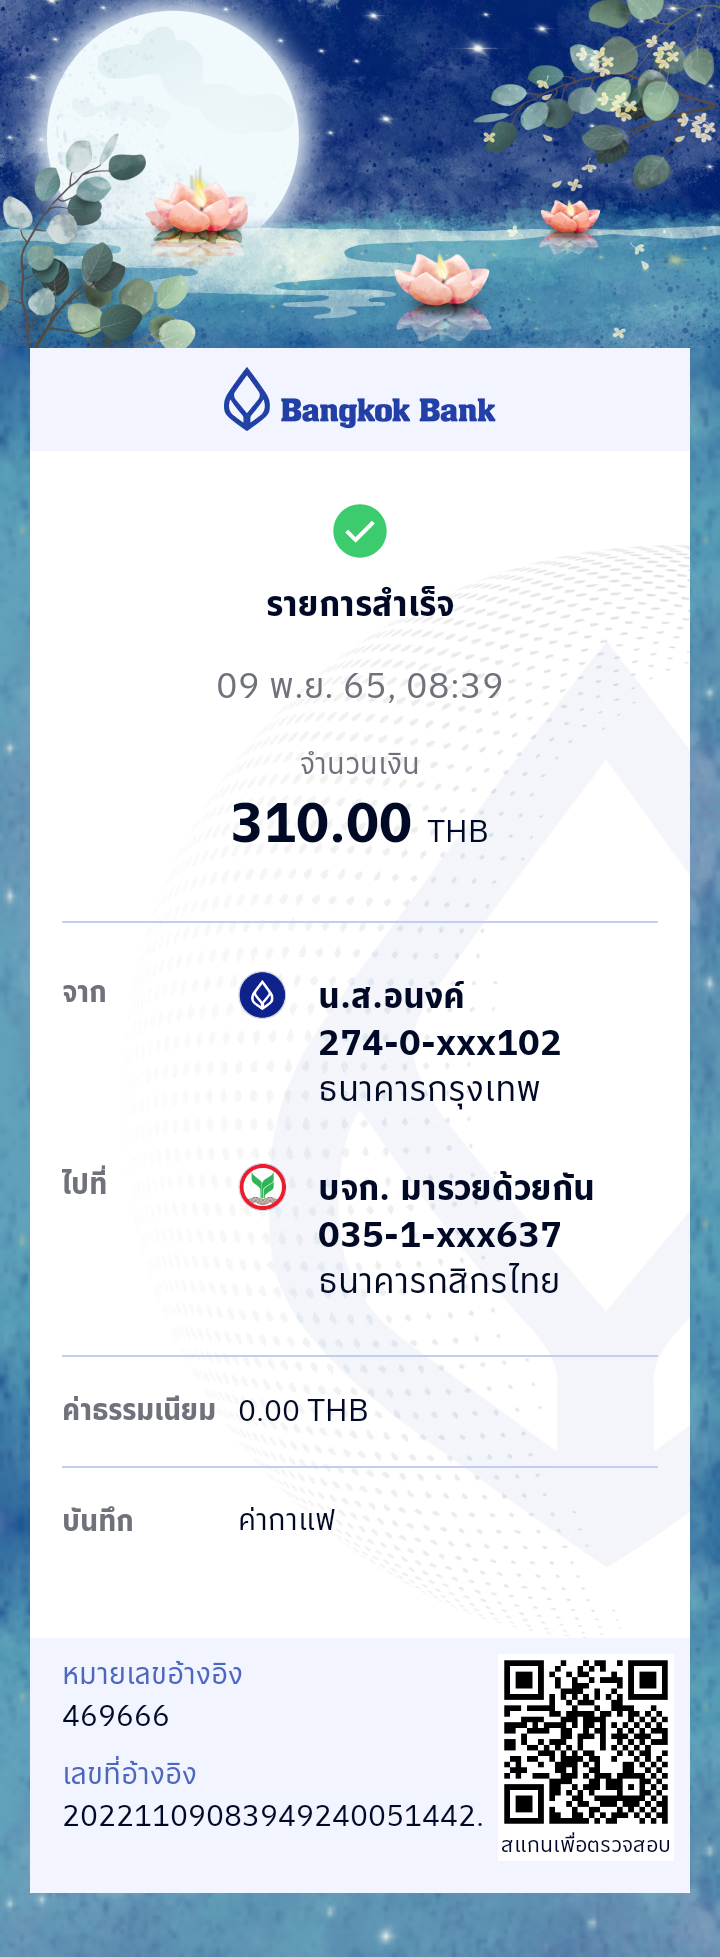 Bangkok Bank
รายการสำเร็จ
09 พ.ย. 65, 08:39
จำนวนเงิน
310.00 THB
จาก
น.ส.อนงค์
274-0-xxx102
ธนาคารกรุงเทพ
ไปที่
บจก. มารวยด้วยกัน
035-1-xxx637
ธนาคารกสิกรไทย
ค่าธรรมเนียม 0.00 THB
บันทึก ค่ากาแฟ
หมายเลขอ้างอิง
469666
เลขที่อ้างอิง
20221109083949240051442.
สแกนเพื่อตรวจสอบ